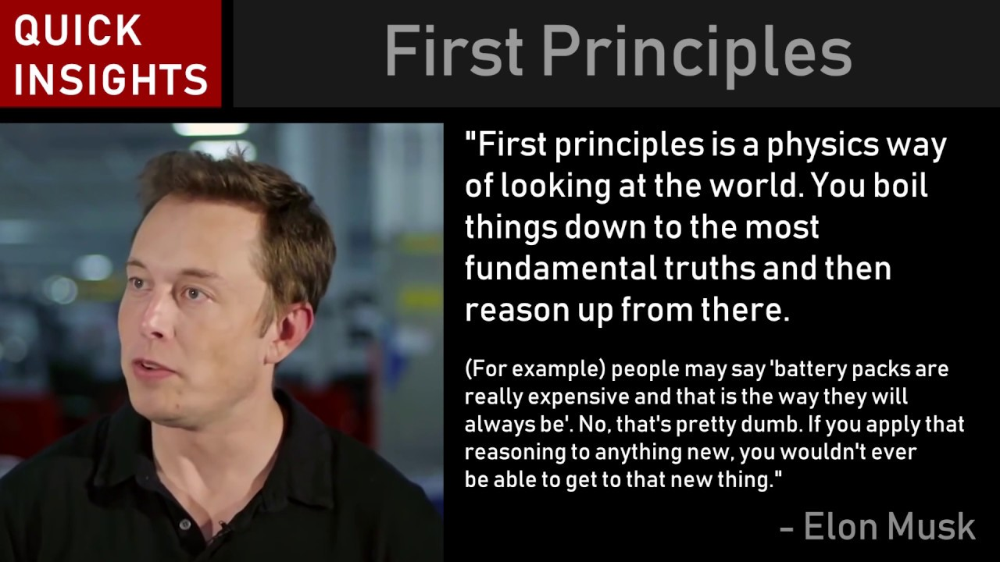 QUICK
INSIGHTS
First Principles
"First principles is a physics way
of looking at the world. You boil
things down to the most
fundamental truths and then
reason up from there.
(For example) people may say 'battery packs are
really expensive and that is the way they will
always be'. No, that's pretty dumb. If you apply that
reasoning to anything new, you wouldn't ever
be able to get to that new thing."
- Elon Musk